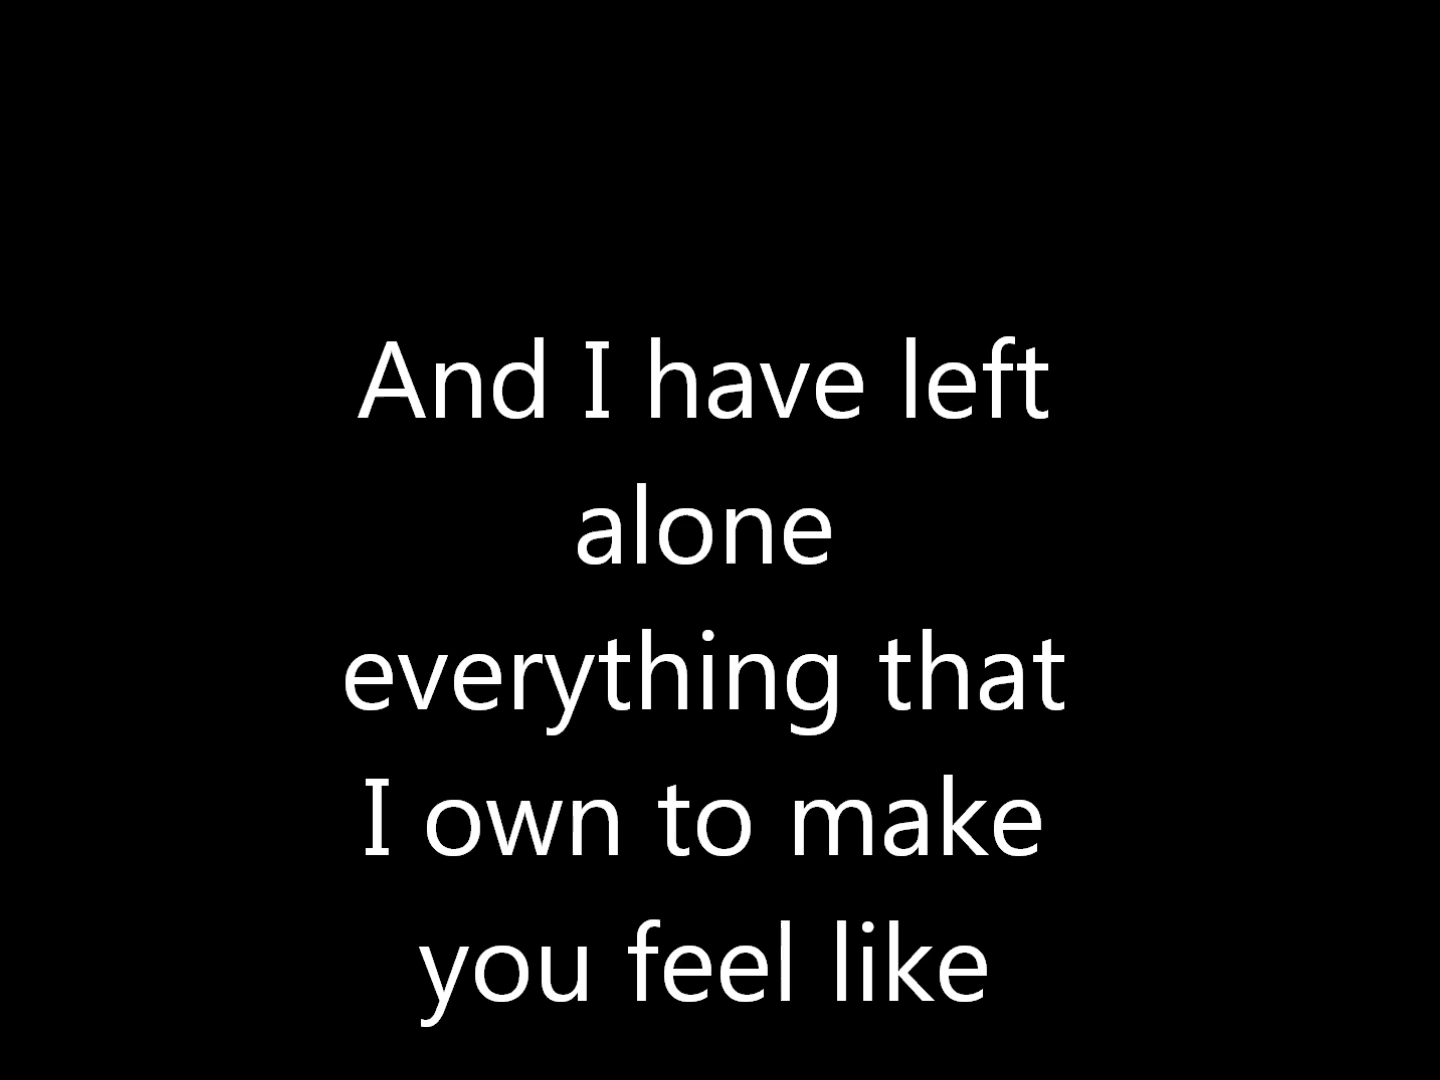 And I have left
alone
everything that
I own to make
you feel like